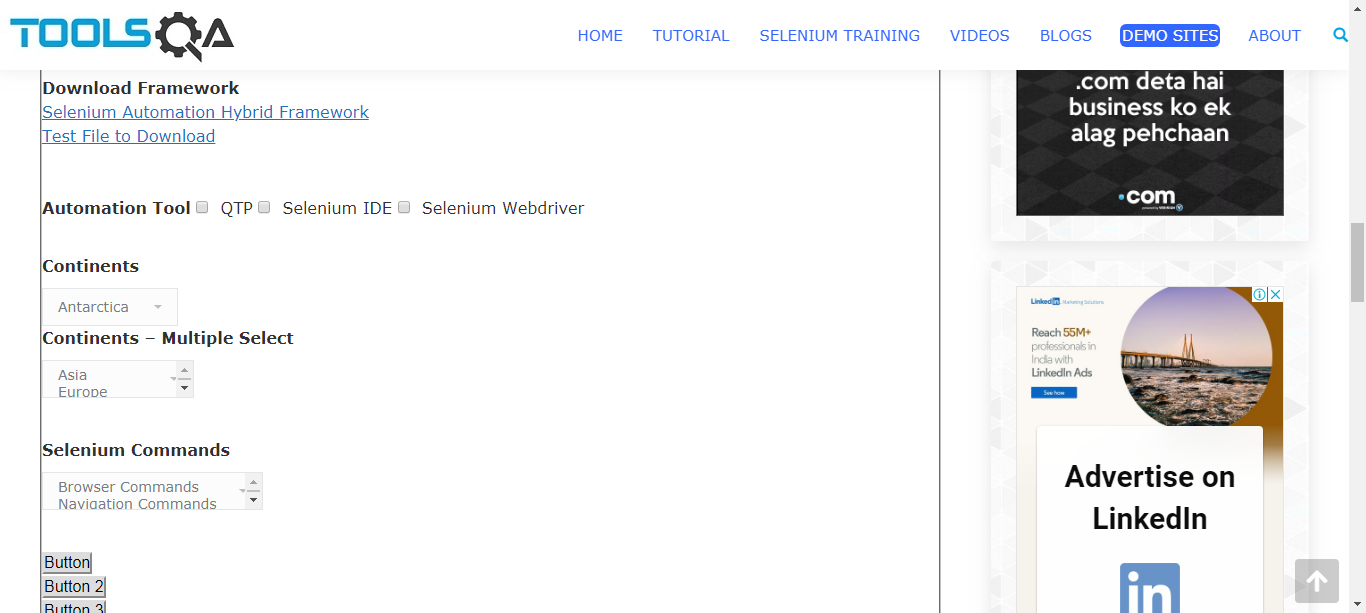 TOOLSQA
HOME
TUTORIAL
SELENIUM TRAINING
VIDEOS
BLOGS
DEMO SITES
ABOUT
Download Framework
Selenium Automation Hybrid Framework
Test File to Download
Automation Tool QTP Selenium IDE Selenium Webdriver
Continents
Antarctica
Continents – Multiple Select
Asia
Europe
Selenium Commands
Browser Commands
Navigation Commands
Button
Button 2
Button 3
.com deta hai
business ko ek
alag pehchaan
.com
LinkedIn Marketing Solutions
Reach 55M+
professionals in
India with
LinkedIn Ads
See how
Advertise on
LinkedIn
in